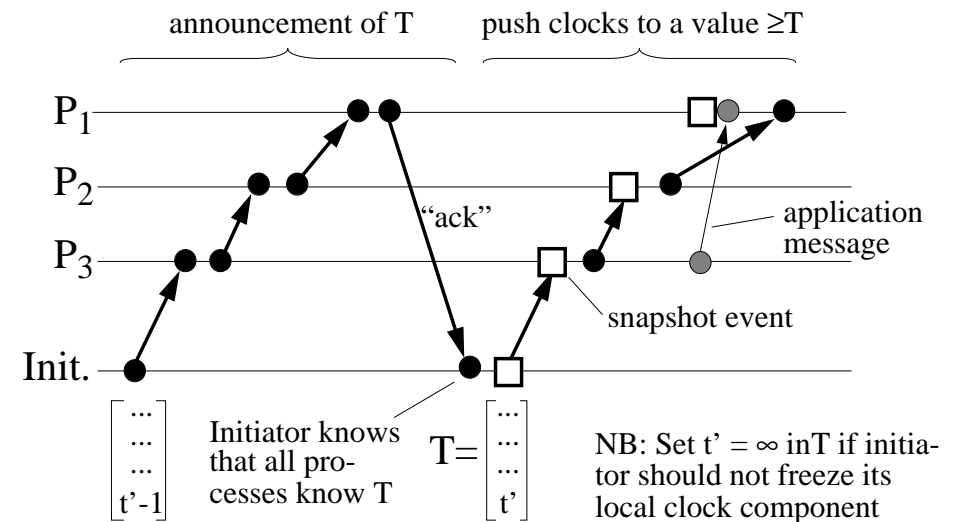 announcement of T
push clocks to a value ≥T
P1
P2
"ack"
application
message
P3
snapshot event
Init.
...
...
...
t'-1
Initiator knows
that all pro-
cesses know T
T=
...
...
...
t'
NB: Set t' = ∞ inT if initia-
tor should not freeze its
local clock component